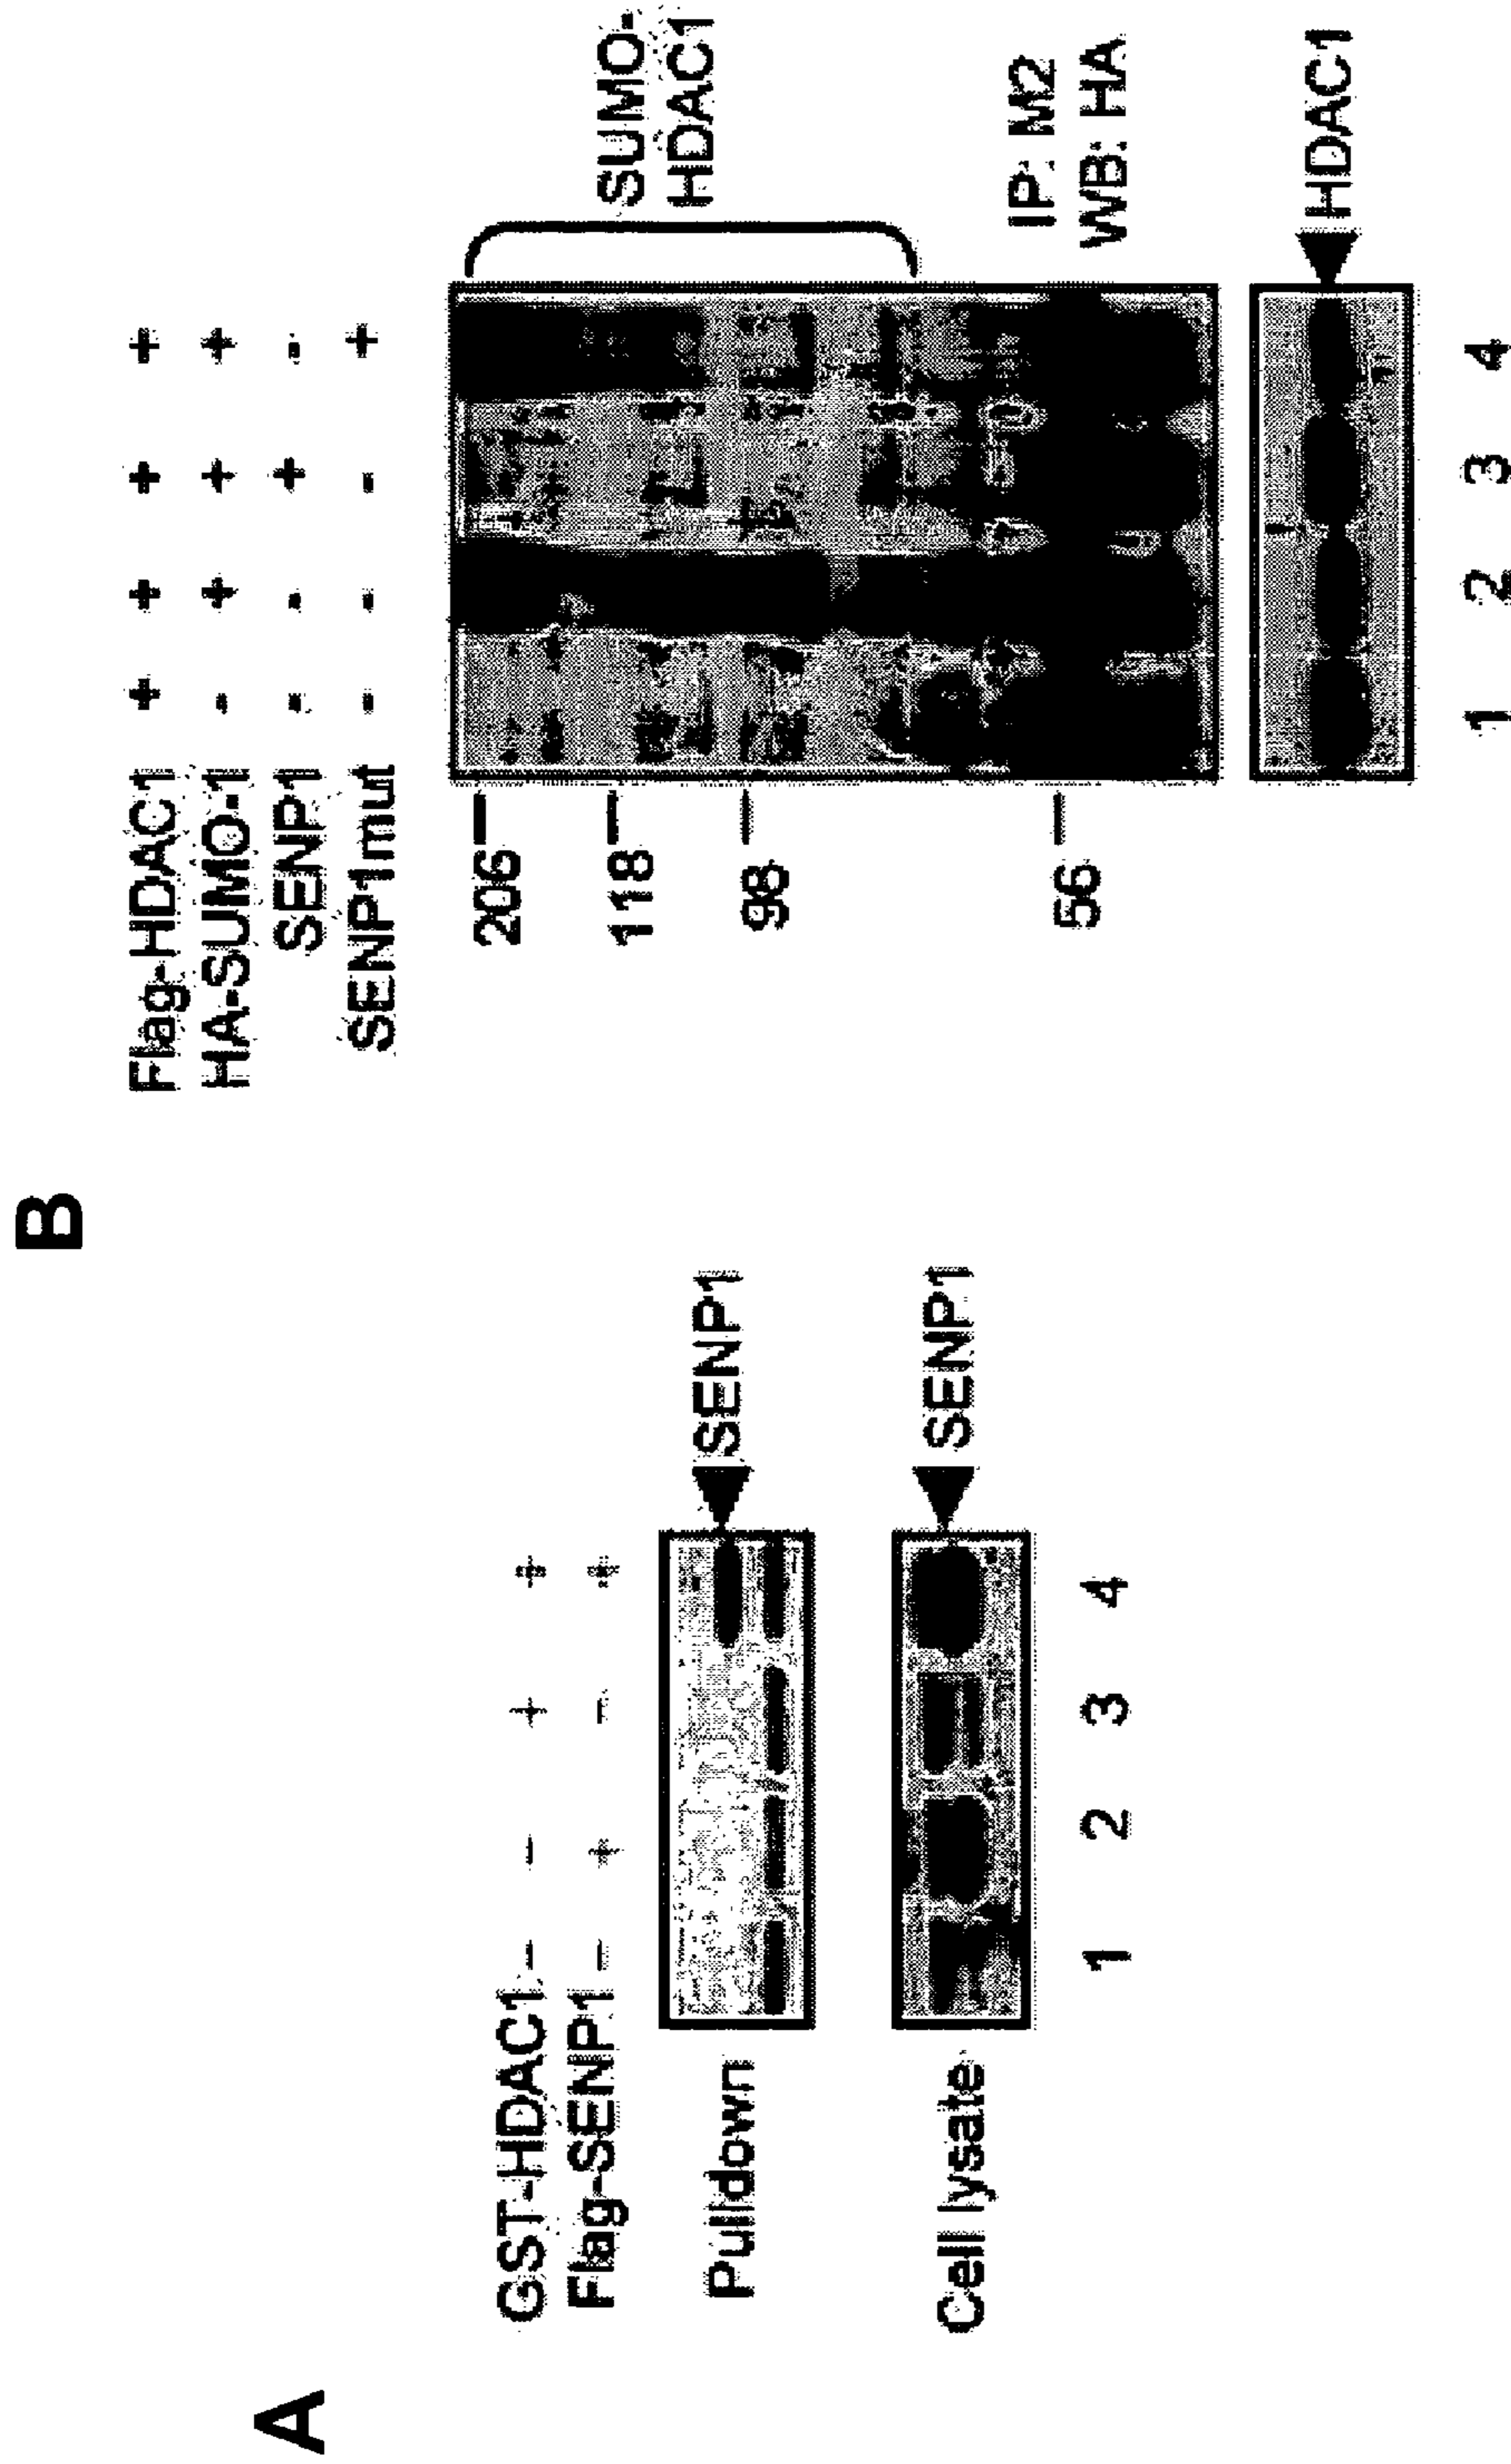 A
GST-HDAC1 - - + +
Flag-SENP1 - + - +
Pulldown
SENP1
Cell lysate
SENP1
1 2 3 4
B
Flag-HDAC1 + + + +
HA-SUMO-1 - + + +
SENP1 - - + -
SENP1mut - - - +
206
118
98
56
SUMO-
HDAC1
IP: M2
WB: HA
HDAC1
1 2 3 4